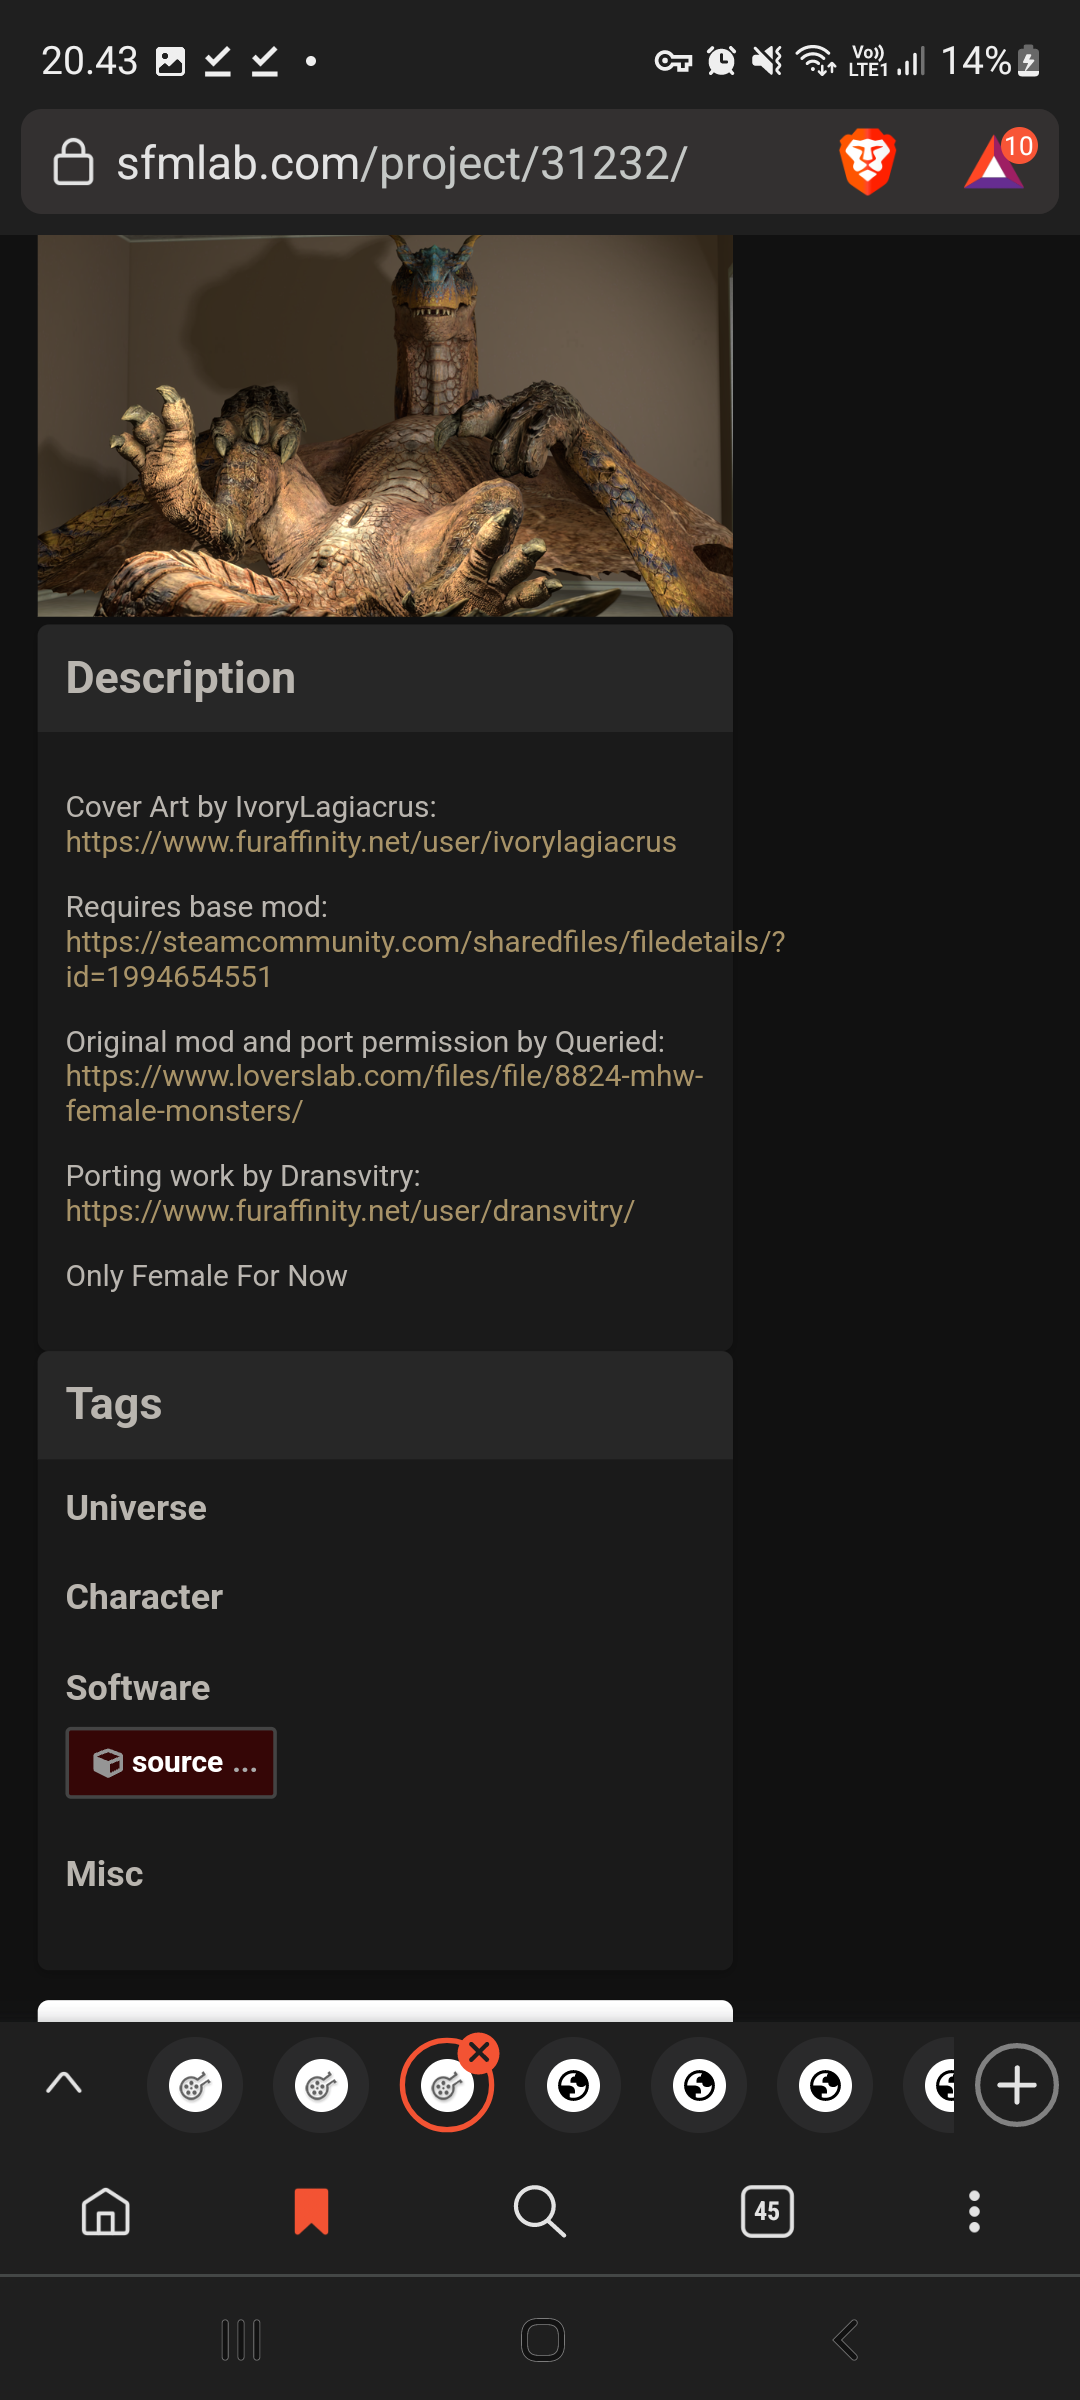 20.43
Vo))
LTE1
14%
sfmlab.com/project/31232/
10
Description
Cover Art by IvoryLagiacrus:
https://www.furaffinity.net/user/ivorylagiacrus
Requires base mod:
https://steamcommunity.com/sharedfiles/filedetails/?
id=1994654551
Original mod and port permission by Queried:
https://www.loverslab.com/files/file/8824-mhw-
female-monsters/
Porting work by Dransvitry:
https://www.furaffinity.net/user/dransvitry/
Only Female For Now
Tags
Universe
Character
Software
source ...
Misc
45